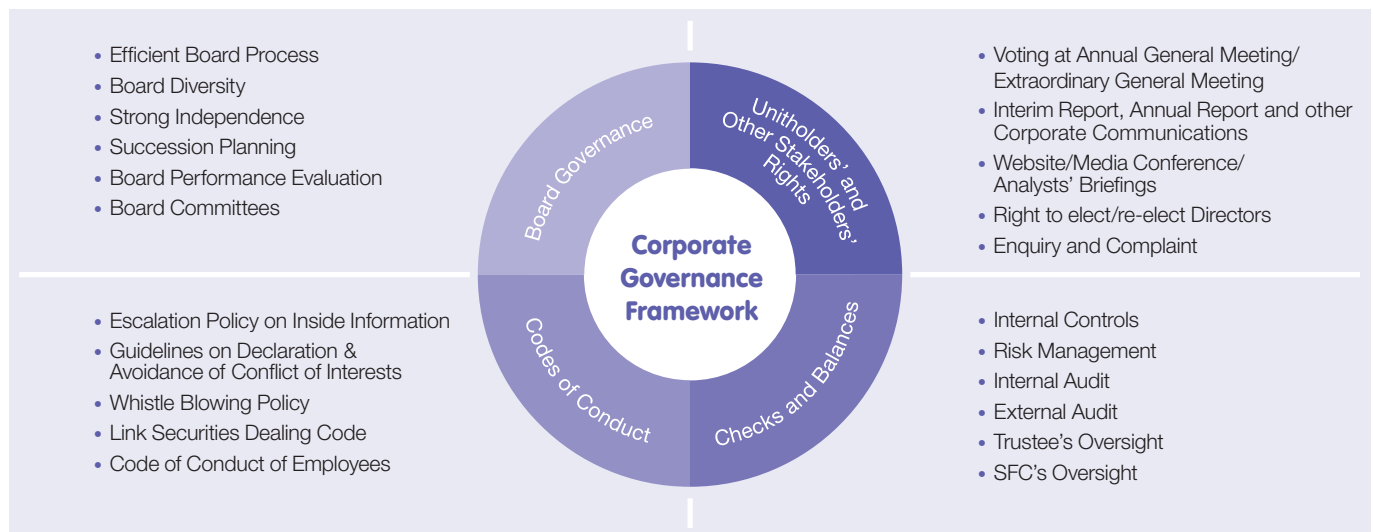 • Efficient Board Process
• Board Diversity
• Strong Independence
• Succession Planning
• Board Performance Evaluation
• Board Committees
Board Governance
Unitholders’ and
Other Stakeholders’
Rights
• Voting at Annual General Meeting/
Extraordinary General Meeting
• Interim Report, Annual Report and other
Corporate Communications
• Website/Media Conference/
Analysts’ Briefings
• Right to elect/re-elect Directors
• Enquiry and Complaint
Corporate
Governance
Framework
• Escalation Policy on Inside Information
• Guidelines on Declaration &
Avoidance of Conflict of Interests
• Whistle Blowing Policy
• Link Securities Dealing Code
• Code of Conduct of Employees
Codes of Conduct
Checks and Balances
• Internal Controls
• Risk Management
• Internal Audit
• External Audit
• Trustee’s Oversight
• SFC’s Oversight